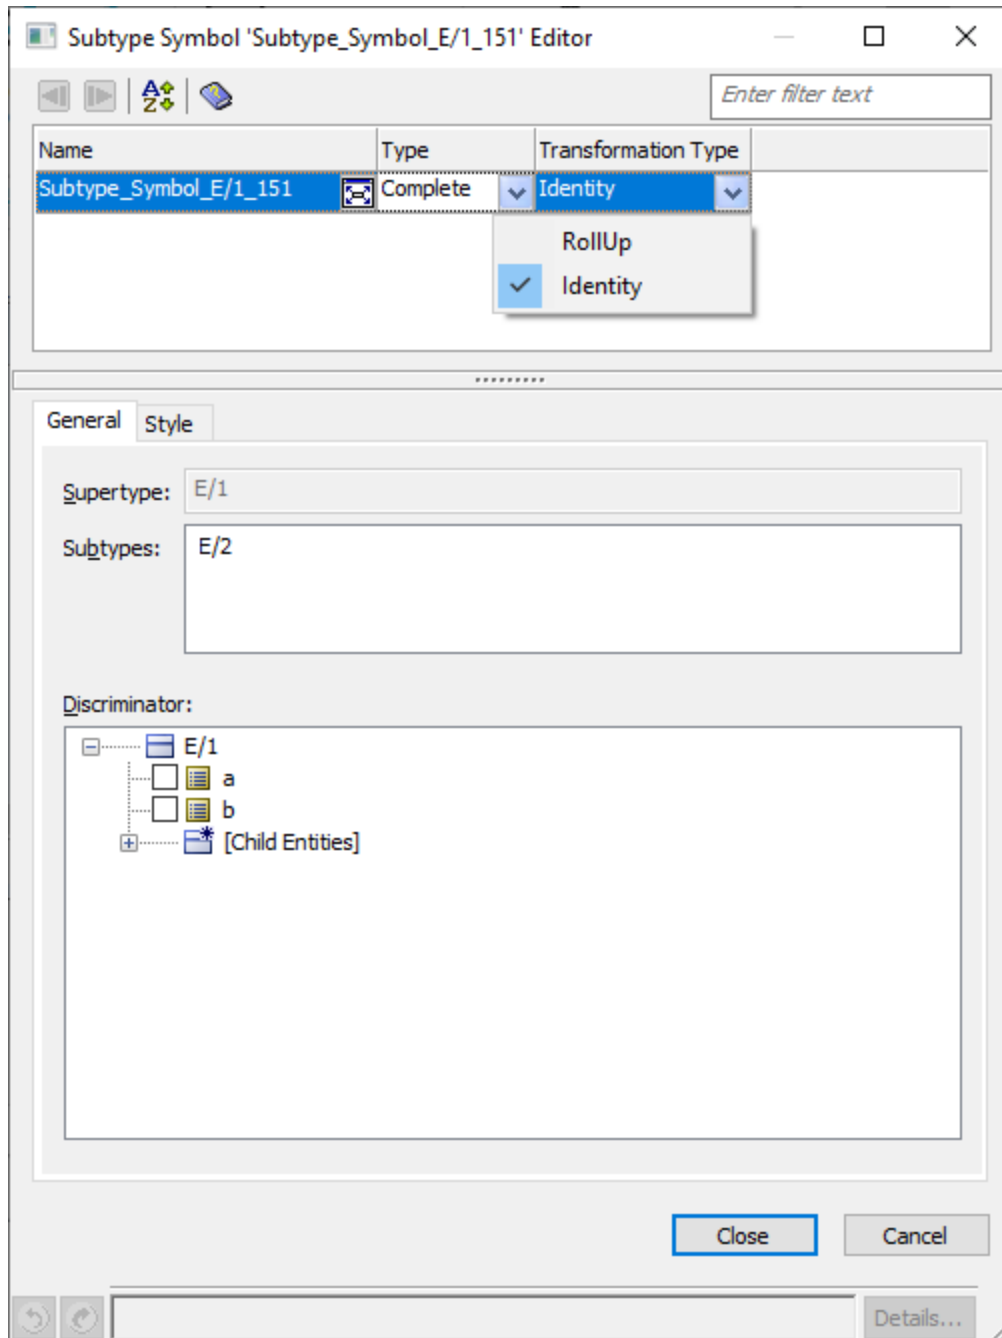 Subtype Symbol 'Subtype_Symbol_E/1_151' Editor
Enter filter text
Name Type Transformation Type
Subtype_Symbol_E/1_151 Complete Identity
RollUp
Identity
General Style
Supertype: E/1
Subtypes: E/2
Discriminator:
E/1
a
b
[Child Entities]
Close Cancel
Details...